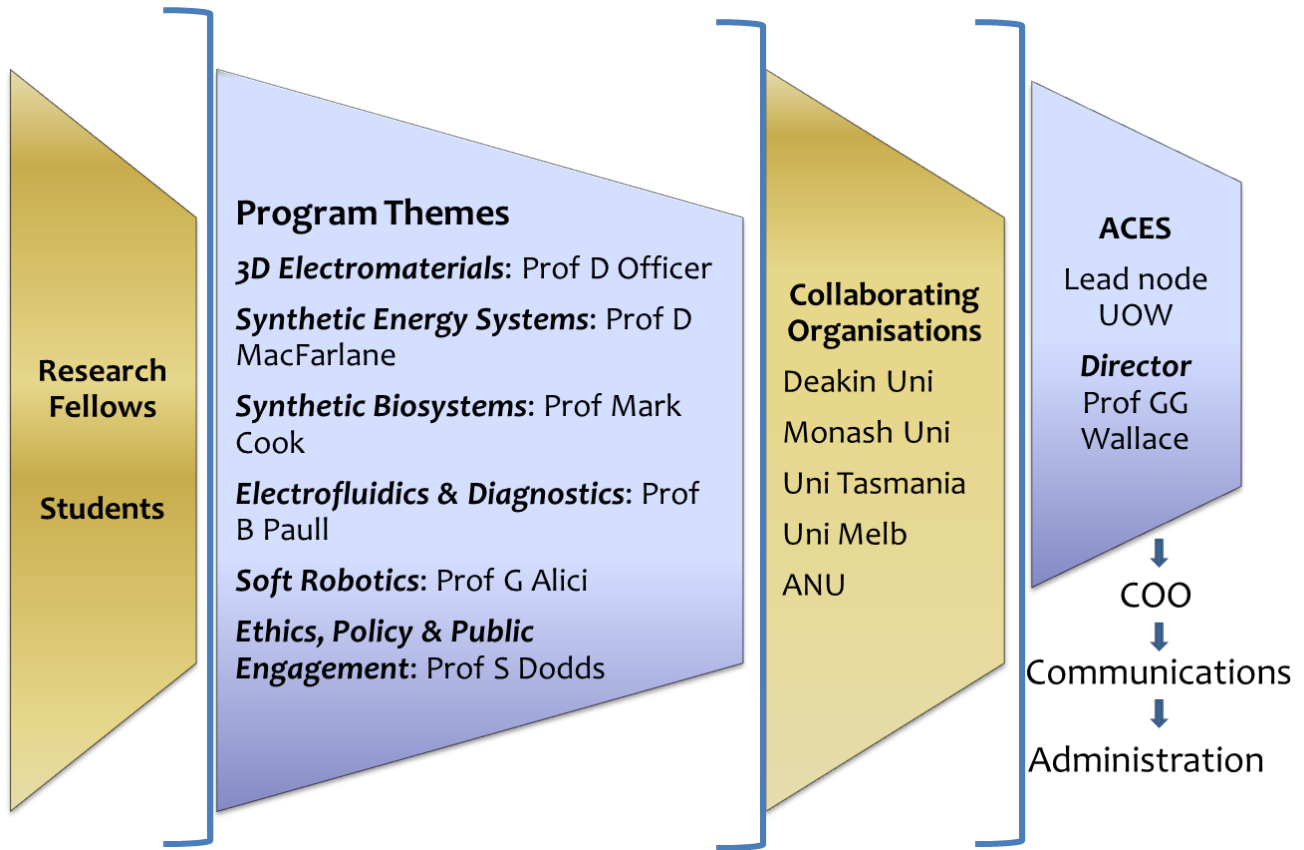 Research
Fellows
Students
Program Themes
3D Electromaterials: Prof D Officer
Synthetic Energy Systems: Prof D
MacFarlane
Synthetic Biosystems: Prof Mark
Cook
Electrofluidics & Diagnostics: Prof
B Paull
Soft Robotics: Prof G Alici
Ethics, Policy & Public
Engagement: Prof S Dodds
Collaborating
Organisations
Deakin Uni
Monash Uni
Uni Tasmania
Uni Melb
ANU
ACES
Lead node
UOW
Director
Prof GG
Wallace
COO
Communications
Administration